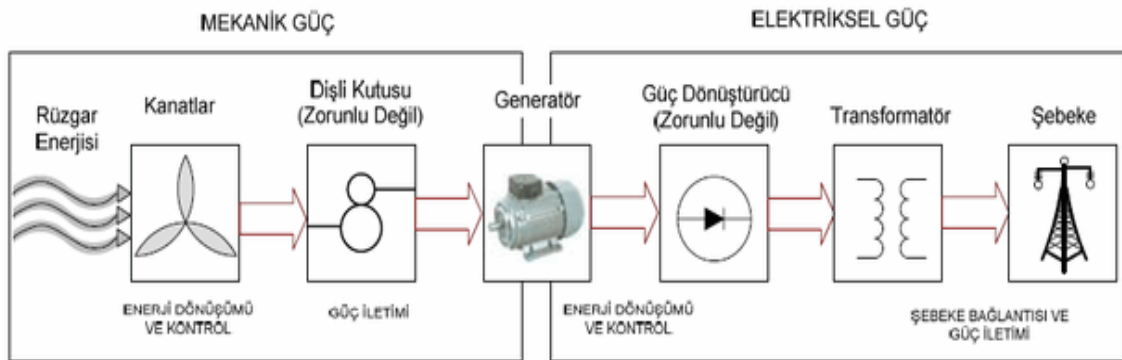 MEKANİK GÜÇ
ELEKTRİKSEL GÜÇ
Rüzgar
Enerjisi
Kanatlar
Dişli Kutusu
(Zorunlu Değil)
Generatör
Güç Dönüştürücü
(Zorunlu Değil)
Transformatör
Şebeke
ENERJİ DÖNÜŞÜMÜ
VE KONTROL
GÜÇ İLETİMİ
ENERJİ DÖNÜŞÜMÜ
VE KONTROL
ŞEBEKE BAĞLANTISI VE
GÜÇ İLETİMİ